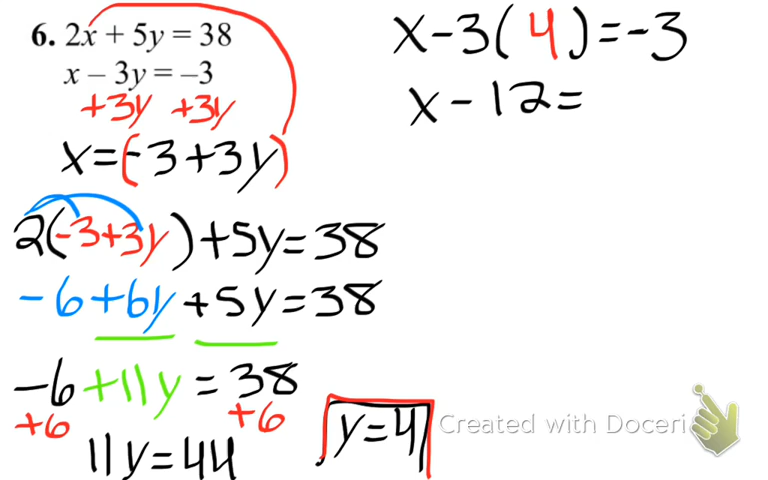 6. 2x + 5y = 38
x – 3y = –3
+3y +3y
x=(-3+3y)
2(-3+3y)+5y=38
-6+6y+5y=38
-6+11y=38
+6 +6
11y=44
y=4
x-3(4)=-3
x-12=
Created with Doceri